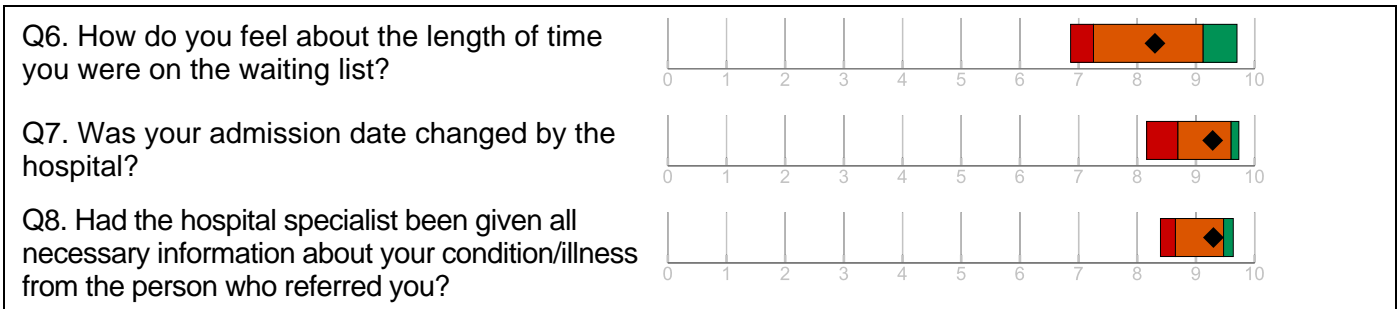 Q6. How do you feel about the length of time
you were on the waiting list?
0 1 2 3 4 5 6 7 8 9 10
Q7. Was your admission date changed by the
hospital?
0 1 2 3 4 5 6 7 8 9 10
Q8. Had the hospital specialist been given all
necessary information about your condition/illness
from the person who referred you?
0 1 2 3 4 5 6 7 8 9 10